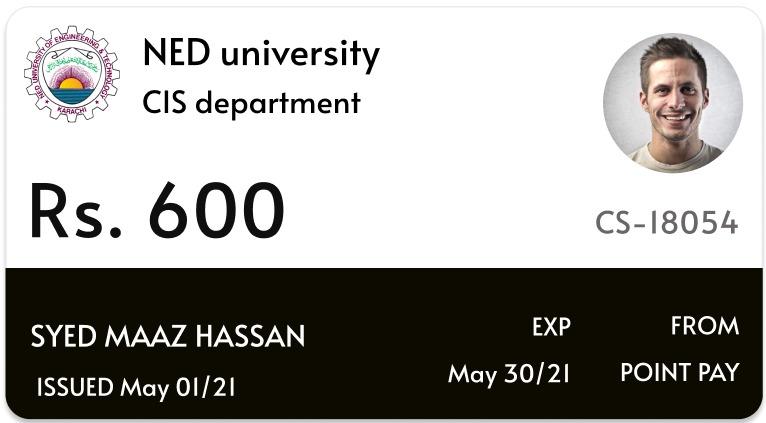 NED UNIVERSITY OF ENGINEERING & TECHNOLOGY
KARACHI
NED university
CIS department
Rs. 600
CS-18054
SYED MAAZ HASSAN
ISSUED May 01/21
EXP
May 30/21
FROM
POINT PAY